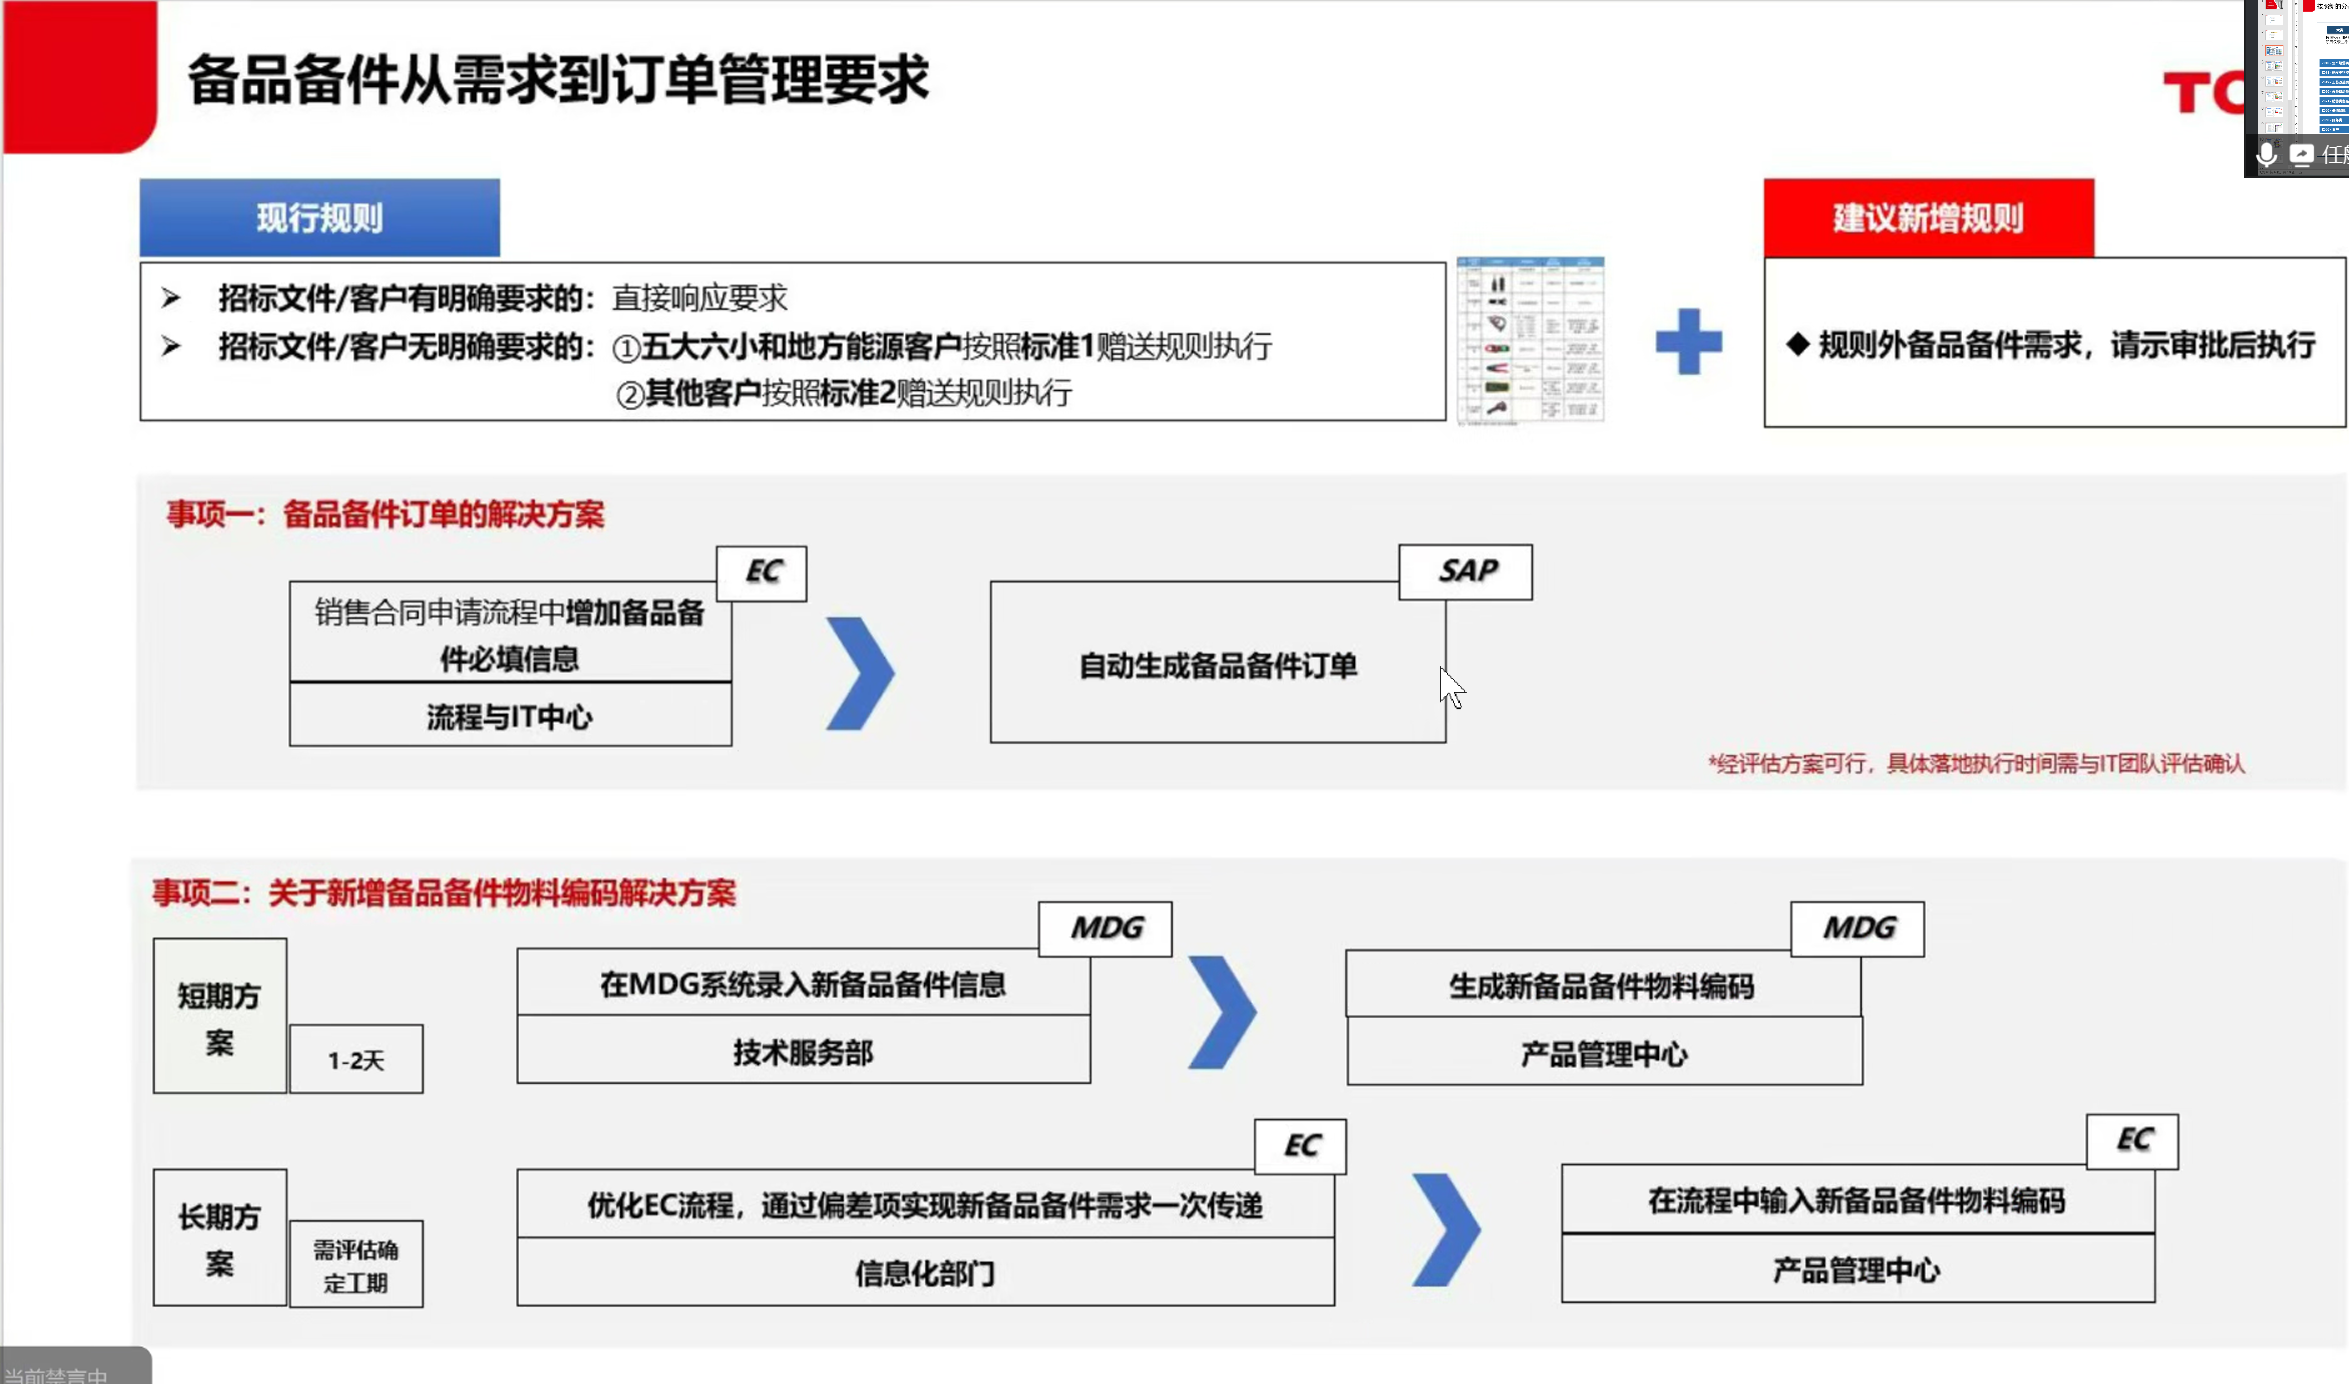 备品备件从需求到订单管理要求
TC
任
现行规则
建议新增规则
➢ 招标文件/客户有明确要求的：直接响应要求
➢ 招标文件/客户无明确要求的：①五大六小和地方能源客户按照标准1赠送规则执行
②其他客户按照标准2赠送规则执行
◆ 规则外备品备件需求，请示审批后执行
事项一：备品备件订单的解决方案
EC
销售合同申请流程中增加备品备
件必填信息
流程与IT中心
SAP
自动生成备品备件订单
*经评估方案可行，具体落地执行时间需与IT团队评估确认
事项二：关于新增备品备件物料编码解决方案
短期方
案
1-2天
MDG
在MDG系统录入新备品备件信息
技术服务部
MDG
生成新备品备件物料编码
产品管理中心
长期方
案
需评估确
定工期
EC
优化EC流程，通过偏差项实现新备品备件需求一次传递
信息化部门
EC
在流程中输入新备品备件物料编码
产品管理中心
当前禁言中